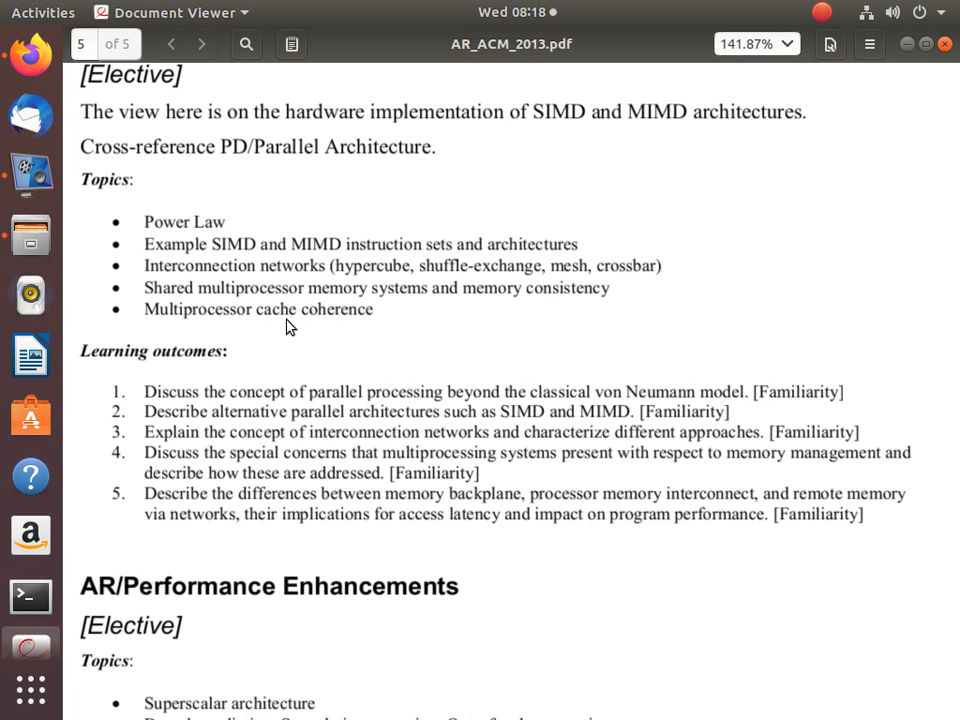 Activities Document Viewer Wed 08:18
5 of 5 AR_ACM_2013.pdf 141.87%
[Elective]
The view here is on the hardware implementation of SIMD and MIMD architectures.
Cross-reference PD/Parallel Architecture.
Topics:
• Power Law
• Example SIMD and MIMD instruction sets and architectures
• Interconnection networks (hypercube, shuffle-exchange, mesh, crossbar)
• Shared multiprocessor memory systems and memory consistency
• Multiprocessor cache coherence
Learning outcomes:
1. Discuss the concept of parallel processing beyond the classical von Neumann model. [Familiarity]
2. Describe alternative parallel architectures such as SIMD and MIMD. [Familiarity]
3. Explain the concept of interconnection networks and characterize different approaches. [Familiarity]
4. Discuss the special concerns that multiprocessing systems present with respect to memory management and
describe how these are addressed. [Familiarity]
5. Describe the differences between memory backplane, processor memory interconnect, and remote memory
via networks, their implications for access latency and impact on program performance. [Familiarity]
AR/Performance Enhancements
[Elective]
Topics:
• Superscalar architecture